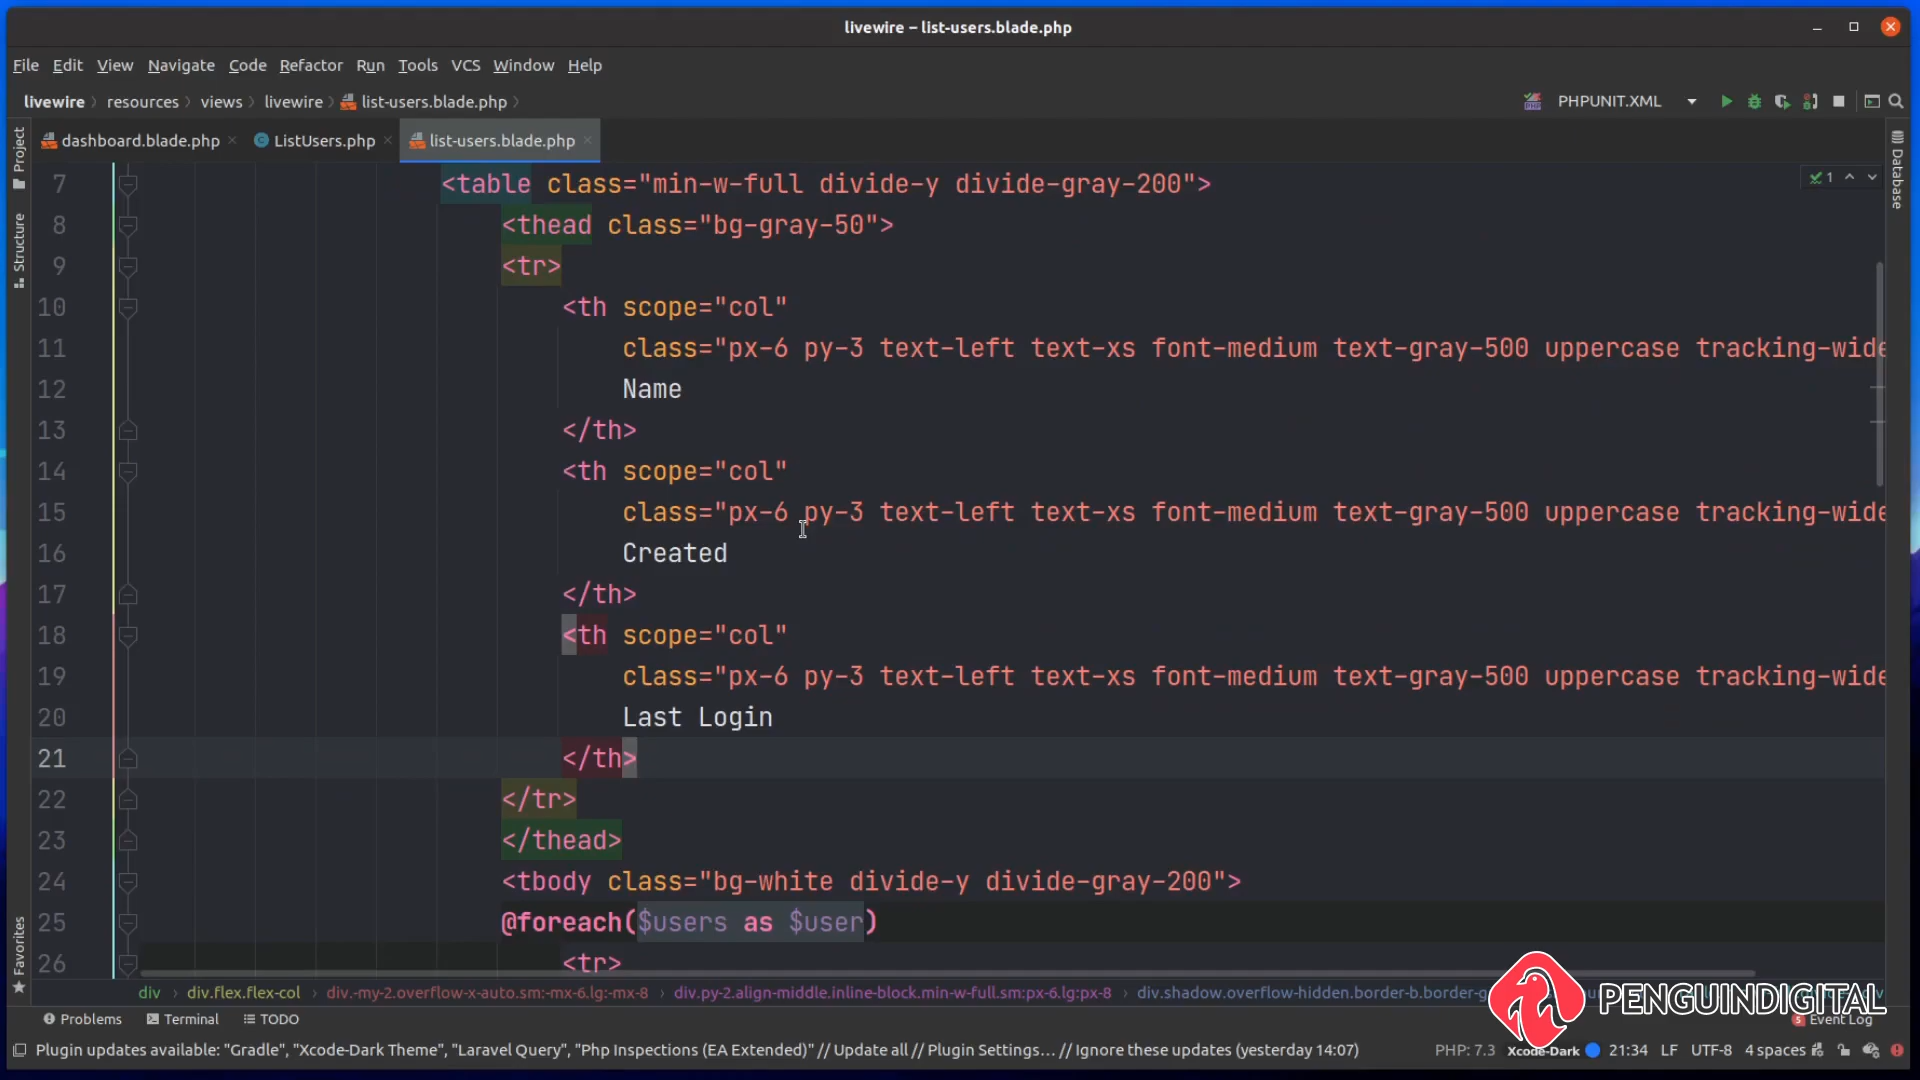 livewire – list-users.blade.php
File Edit View Navigate Code Refactor Run Tools VCS Window Help
livewire resources views livewire list-users.blade.php
PHPUNIT.XML
dashboard.blade.php ListUsers.php list-users.blade.php
Project
Structure
Favorites
Database
1
7 <table class="min-w-full divide-y divide-gray-200">
8 <thead class="bg-gray-50">
9 <tr>
10 <th scope="col"
11 class="px-6 py-3 text-left text-xs font-medium text-gray-500 uppercase tracking-wide
12 Name
13 </th>
14 <th scope="col"
15 class="px-6 py-3 text-left text-xs font-medium text-gray-500 uppercase tracking-wide
16 Created
17 </th>
18 <th scope="col"
19 class="px-6 py-3 text-left text-xs font-medium text-gray-500 uppercase tracking-wide
20 Last Login
21 </th>
22 </tr>
23 </thead>
24 <tbody class="bg-white divide-y divide-gray-200">
25 @foreach($users as $user)
26 <tr>
div div.flex.flex-col div.-my-2.overflow-x-auto.sm:-mx-6.lg:-mx-8 div.py-2.align-middle.inline-block.min-w-full.sm:px-6.lg:px-8 div.shadow.overflow-hidden.border-b.border-g
PENGUINDIGITAL
Problems Terminal TODO
5 Event Log
Plugin updates available: "Gradle", "Xcode-Dark Theme", "Laravel Query", "Php Inspections (EA Extended)" // Update all // Plugin Settings... // Ignore these updates (yesterday 14:07)
PHP: 7.3 Xcode-Dark 21:34 LF UTF-8 4 spaces